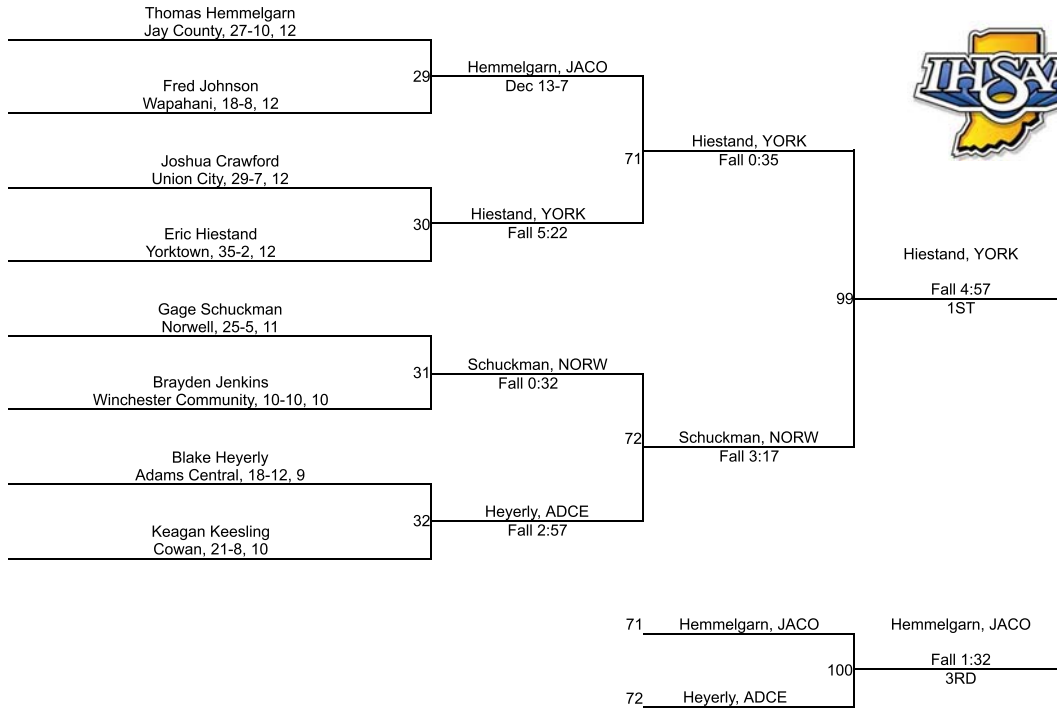 Thomas Hemmelgarn
Jay County, 27-10, 12
29
Hemmelgarn, JACO
Dec 13-7
Fred Johnson
Wapahani, 18-8, 12
71
Hiestand, YORK
Fall 0:35
Joshua Crawford
Union City, 29-7, 12
30
Hiestand, YORK
Fall 5:22
Eric Hiestand
Yorktown, 35-2, 12
99
Hiestand, YORK
Fall 4:57
1ST
Gage Schuckman
Norwell, 25-5, 11
31
Schuckman, NORW
Fall 0:32
Brayden Jenkins
Winchester Community, 10-10, 10
72
Schuckman, NORW
Fall 3:17
Blake Heyerly
Adams Central, 18-12, 9
32
Heyerly, ADCE
Fall 2:57
Keagan Keesling
Cowan, 21-8, 10
71
Hemmelgarn, JACO
100
Hemmelgarn, JACO
Fall 1:32
3RD
72
Heyerly, ADCE
IHSAA